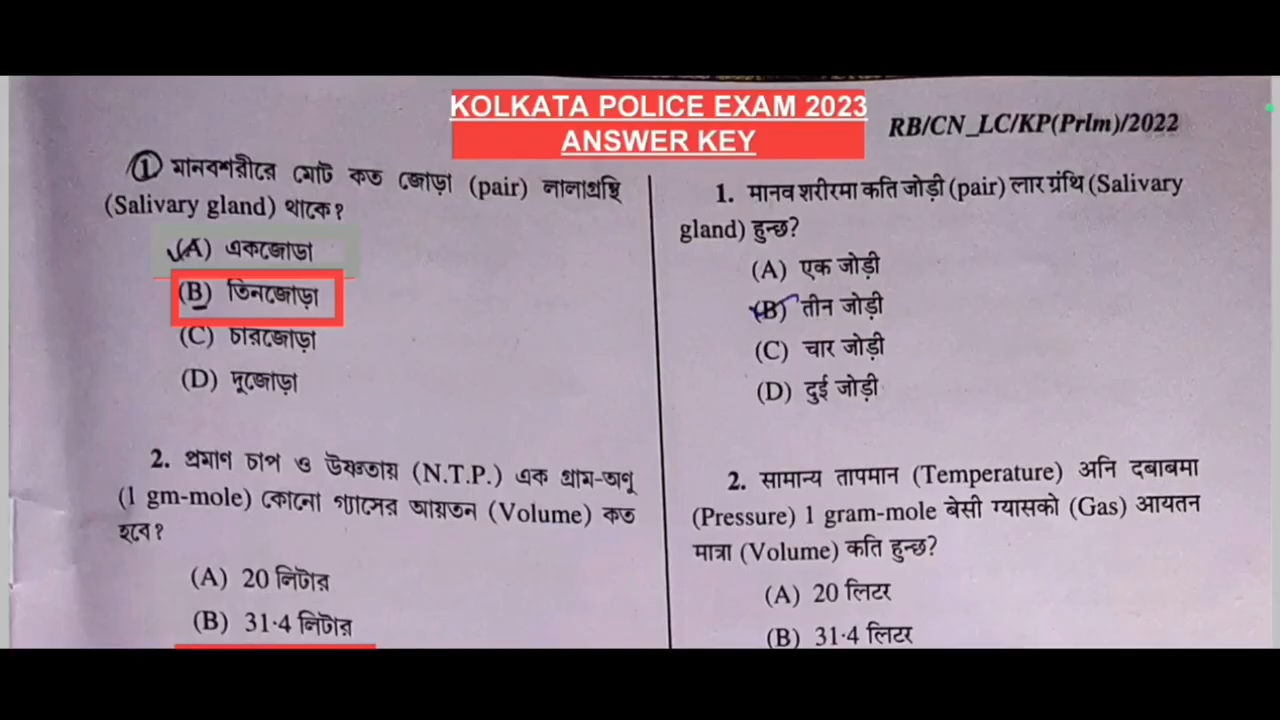 KOLKATA POLICE EXAM 2023
ANSWER KEY
RB/CN_LC/KP(Prlm)/2022
1 মানবশরীরে মোট কত জোড়া (pair) লালাগ্রন্থি
(Salivary gland) থাকে?
(A) একজোড়া
(B) তিনজোড়া
(C) চারজোড়া
(D) দুজোড়া
2. প্রমাণ চাপ ও উষ্ণতায় (N.T.P.) এক গ্রাম-অণু
(1 gm-mole) কোনো গ্যাসের আয়তন (Volume) কত
হবে?
(A) 20 লিটার
(B) 31·4 লিটার
1. मानव शरीरमा कति जोड़ी (pair) लार ग्रंथि (Salivary
gland) हुन्छ?
(A) एक जोड़ी
(B) तीन जोड़ी
(C) चार जोड़ी
(D) दुई जोड़ी
2. सामान्य तापमान (Temperature) अनि दबाबमा
(Pressure) 1 gram-mole बेसी ग्यासको (Gas) आयतन
मात्रा (Volume) कति हुन्छ?
(A) 20 लिटर
(B) 31·4 लिटर